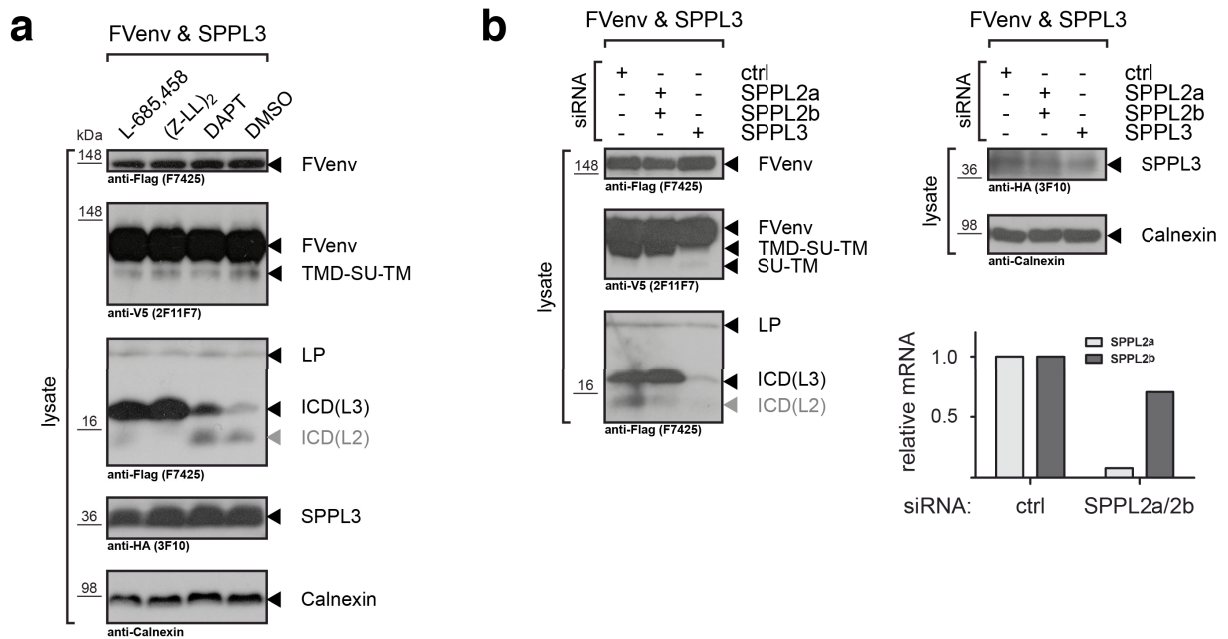 a
FVenv & SPPL3
L-685,458
(Z-LL)2
DAPT
DMSO
kDa
148
FVenv
anti-Flag (F7425)
148
FVenv
TMD-SU-TM
anti-V5 (2F11F7)
LP
ICD(L3)
16
ICD(L2)
anti-Flag (F7425)
36
SPPL3
anti-HA (3F10)
98
Calnexin
anti-Calnexin
lysate
b
FVenv & SPPL3
siRNA
+ - - ctrl
- + - SPPL2a
- + - SPPL2b
- - + SPPL3
148
FVenv
anti-Flag (F7425)
FVenv
TMD-SU-TM
SU-TM
anti-V5 (2F11F7)
LP
16
ICD(L3)
ICD(L2)
anti-Flag (F7425)
lysate
FVenv & SPPL3
siRNA
+ - - ctrl
- + - SPPL2a
- + - SPPL2b
- - + SPPL3
36
SPPL3
anti-HA (3F10)
98
Calnexin
anti-Calnexin
lysate
relative mRNA
1.0
0.5
SPPL2a
SPPL2b
siRNA: ctrl SPPL2a/2b